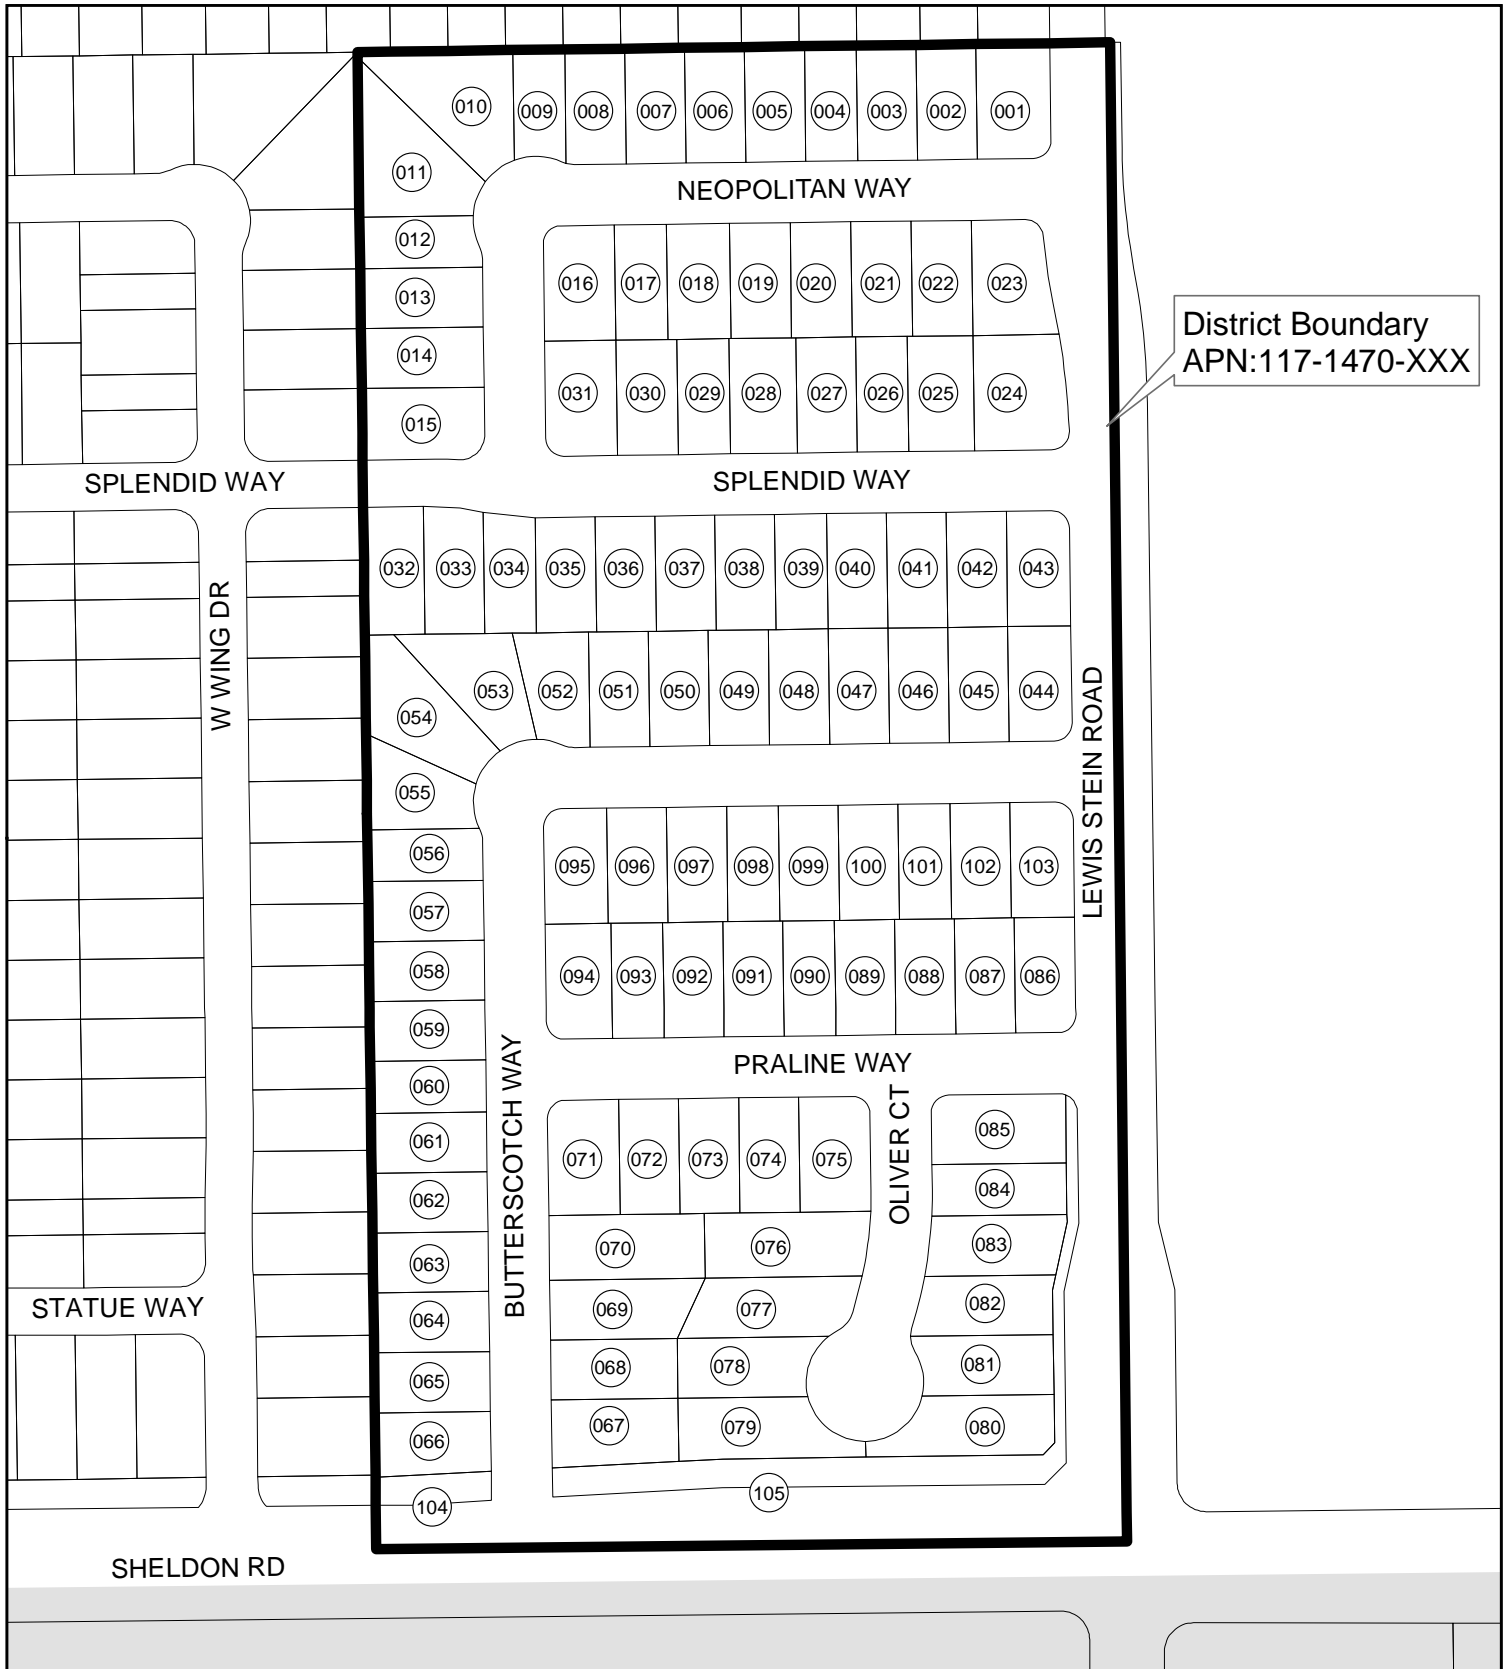 010 009 008 007 006 005 004 003 002 001
011
NEOPOLITAN WAY
012
016 017 018 019 020 021 022 023
013
District Boundary
APN:117-1470-XXX
014
031 030 029 028 027 026 025 024
015
SPLENDID WAY
SPLENDID WAY
032 033 034 035 036 037 038 039 040 041 042 043
W WING DR
053 052 051 050 049 048 047 046 045 044
054
LEWIS STEIN ROAD
055
056
095 096 097 098 099 100 101 102 103
057
058
094 093 092 091 090 089 088 087 086
059
PRALINE WAY
060
BUTTERSCOTCH WAY
OLIVER CT
061
085
071 072 073 074 075
062
084
070 076 083
063
STATUE WAY
069 077 082
064
068 078 081
065
067 079 080
066
104
105
SHELDON RD